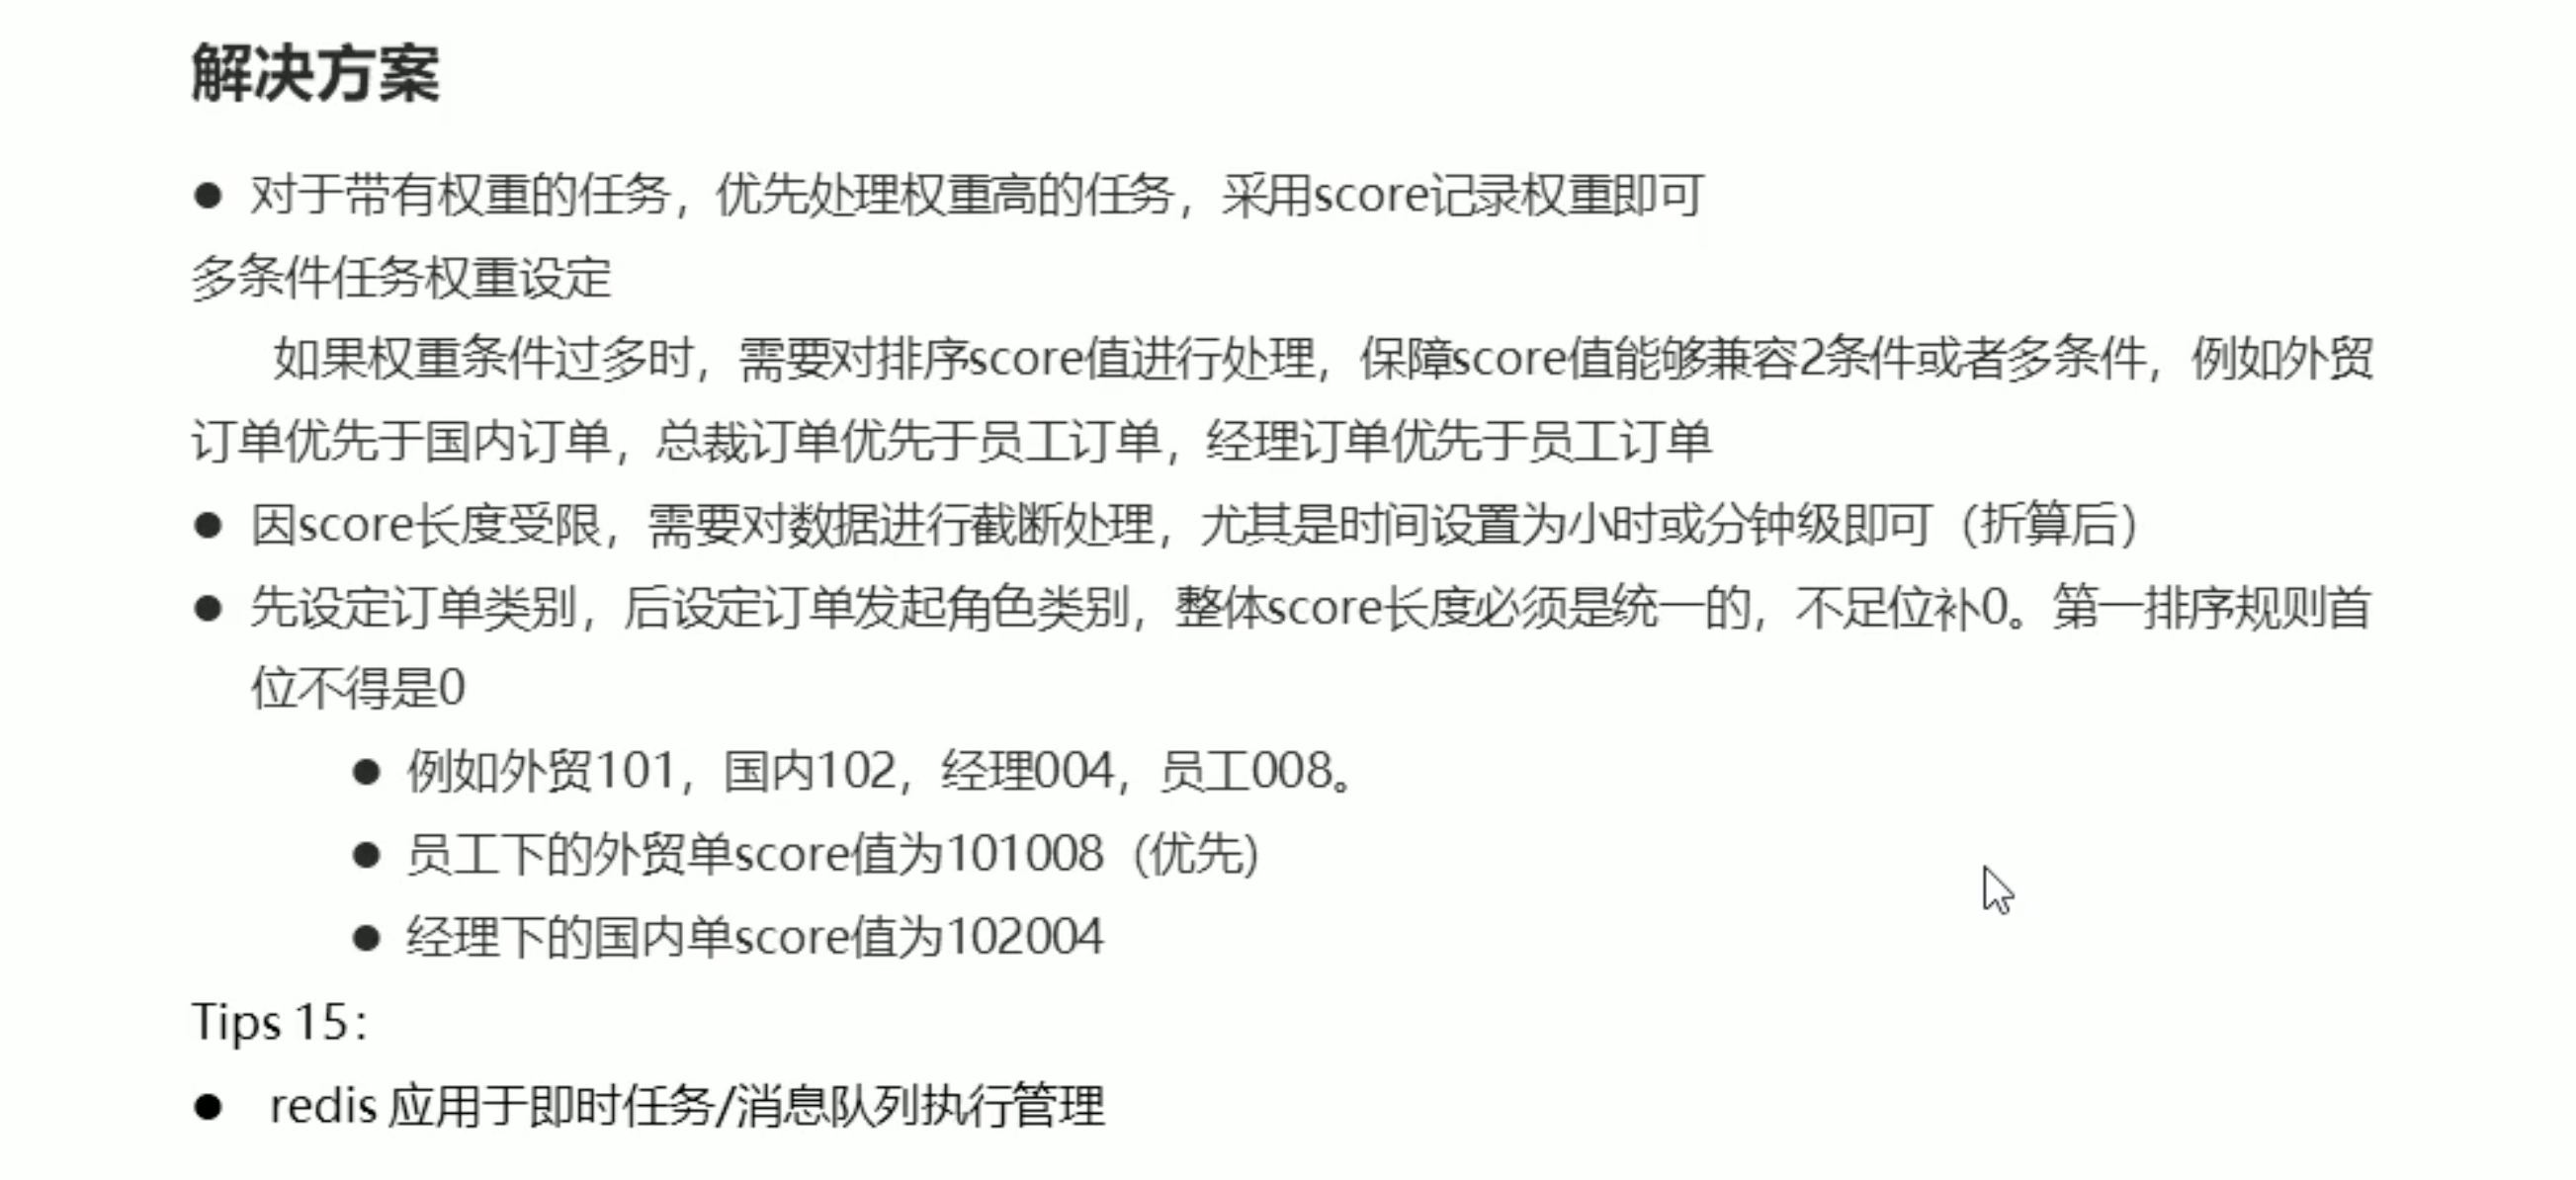 解决方案
● 对于带有权重的任务，优先处理权重高的任务，采用score记录权重即可
多条件任务权重设定
如果权重条件过多时，需要对排序score值进行处理，保障score值能够兼容2条件或者多条件，例如外贸
订单优先于国内订单，总裁订单优先于员工订单，经理订单优先于员工订单
● 因score长度受限，需要对数据进行截断处理，尤其是时间设置为小时或分钟级即可（折算后）
● 先设定订单类别，后设定订单发起角色类别，整体score长度必须是统一的，不足位补0。第一排序规则首
位不得是0
● 例如外贸101，国内102，经理004，员工008。
● 员工下的外贸单score值为101008（优先)
● 经理下的国内单score值为102004
Tips 15：
● redis 应用于即时任务/消息队列执行管理